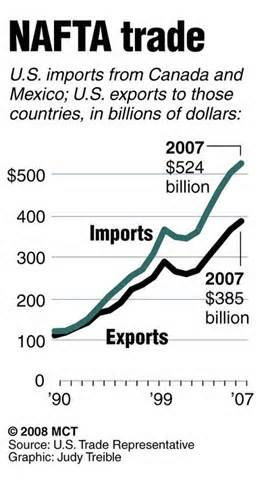 NAFTA trade
U.S. imports from Canada and
Mexico; U.S. exports to those
countries, in billions of dollars:
2007
$524
billion
$500
400
Imports
300
2007
$385
billion
200
Exports
100
0
'90
'99
'07
© 2008 MCT
Source: U.S. Trade Representative
Graphic: Judy Treible